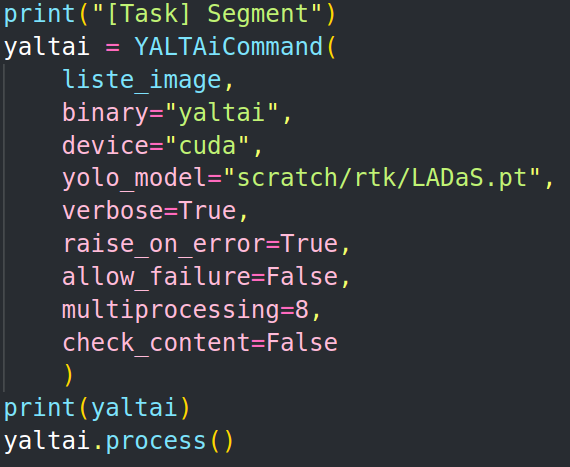 print("[Task] Segment")
yaltai = YALTAiCommand(
    liste_image,
    binary="yaltai",
    device="cuda",
    yolo_model="scratch/rtk/LADaS.pt",
    verbose=True,
    raise_on_error=True,
    allow_failure=False,
    multiprocessing=8,
    check_content=False
    )
print(yaltai)
yaltai.process()